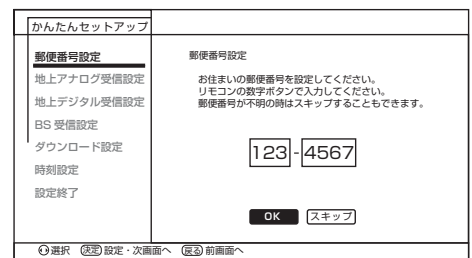 かんたんセットアップ
郵便番号設定
地上アナログ受信設定
地上デジタル受信設定
BS 受信設定
ダウンロード設定
時刻設定
設定終了
郵便番号設定
お住まいの郵便番号を設定してください。
リモコンの数字ボタンで入力してください。
郵便番号が不明の時はスキップすることもできます。
123-4567
OK スキップ
選択 決定 設定・次画面へ 戻る 前画面へ